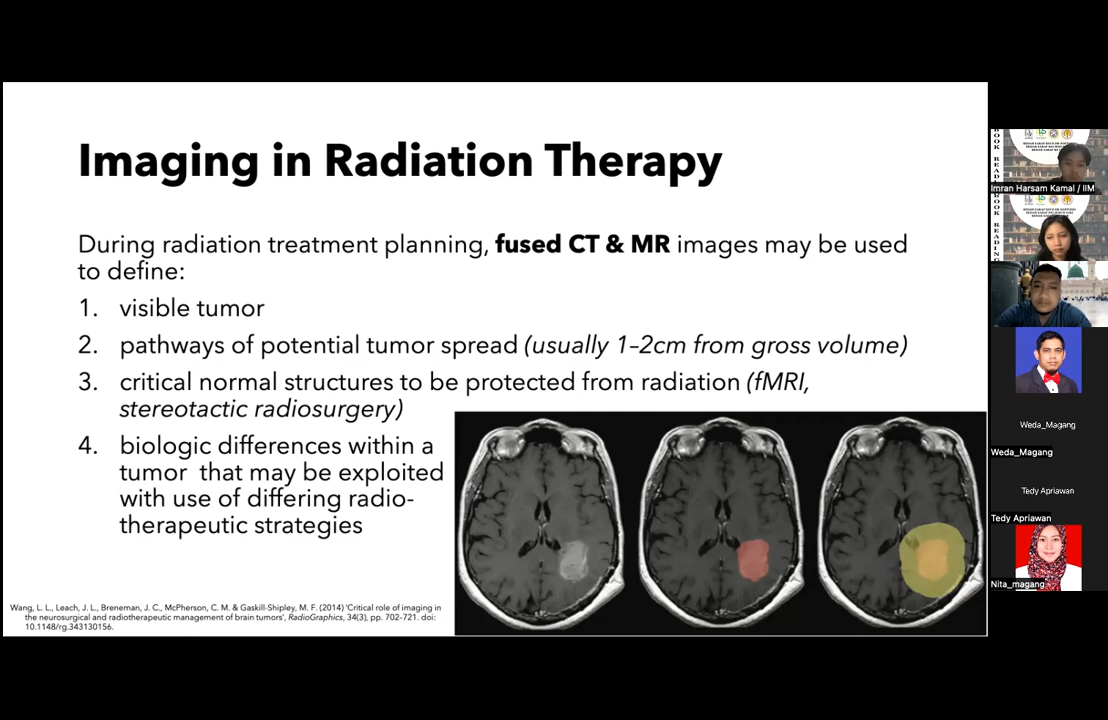 Imaging in Radiation Therapy
During radiation treatment planning, fused CT & MR images may be used
to define:
1. visible tumor
2. pathways of potential tumor spread (usually 1–2cm from gross volume)
3. critical normal structures to be protected from radiation (fMRI,
stereotactic radiosurgery)
4. biologic differences within a
tumor that may be exploited
with use of differing radio-
therapeutic strategies
Wang, L. L., Leach, J. L., Breneman, J. C., McPherson, C. M. & Gaskill-Shipley, M. F. (2014) 'Critical role of imaging in
the neurosurgical and radiotherapeutic management of brain tumors', RadioGraphics, 34(3), pp. 702–721. doi:
10.1148/rg.343130156.
BOOK READING
Imran Harsam Kamal / IIM
BOOK READING
Weda_Magang
Weda_Magang
Tedy Apriawan
Tedy Apriawan
Nita_magang